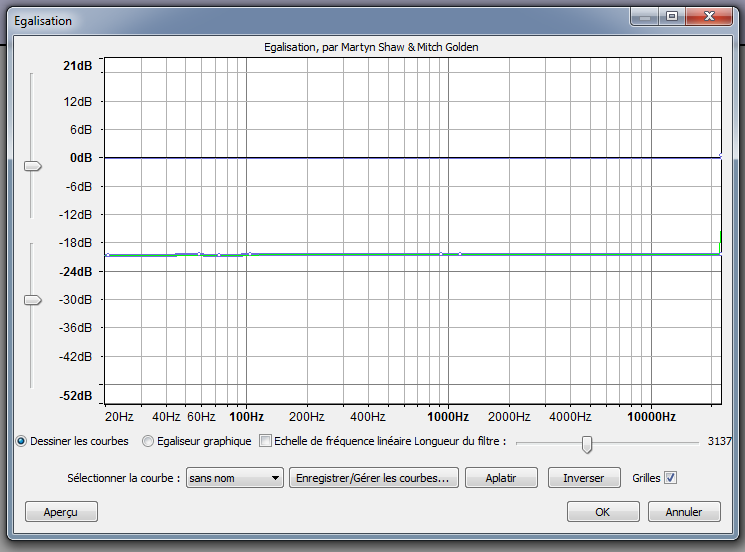 Egalisation
Egalisation, par Martyn Shaw & Mitch Golden
21dB
12dB
6dB
0dB
-6dB
-12dB
-18dB
-24dB
-30dB
-36dB
-42dB
-52dB
20Hz 40Hz 60Hz 100Hz 200Hz 400Hz 1000Hz 2000Hz 4000Hz 10000Hz
Dessiner les courbes Egaliseur graphique Echelle de fréquence linéaire Longueur du filtre : 3137
Sélectionner la courbe : sans nom Enregistrer/Gérer les courbes... Aplatir Inverser Grilles
Aperçu OK Annuler